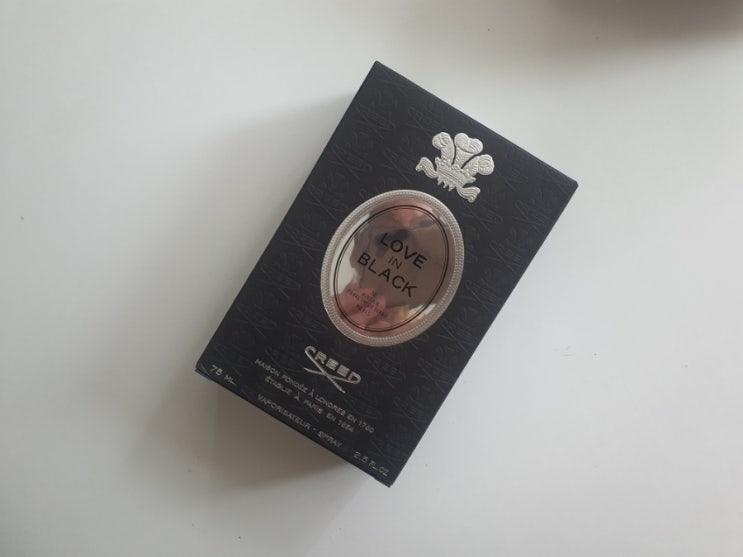 LOVE
IN
BLACK
CREED
MAISON FONDÉE À LONDRES EN 1760
ÉTABLIE À PARIS EN 1854
75 ML
VAPORISATEUR - SPRAY
2.5 FL.OZ